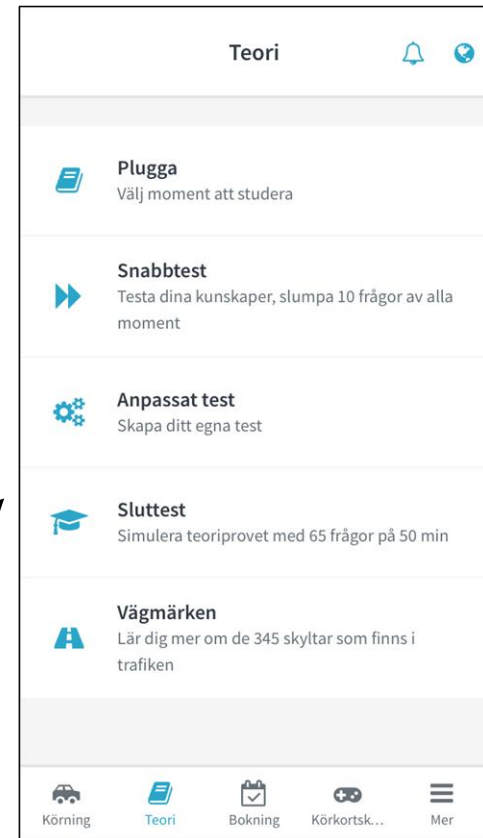 Teori
Plugga
Välj moment att studera
Snabbtest
Testa dina kunskaper, slumpa 10 frågor av alla
moment
Anpassat test
Skapa ditt egna test
Sluttest
Simulera teoriprovet med 65 frågor på 50 min
Vägmärken
Lär dig mer om de 345 skyltar som finns i
trafiken
Körning Teori Bokning Körkortsk... Mer